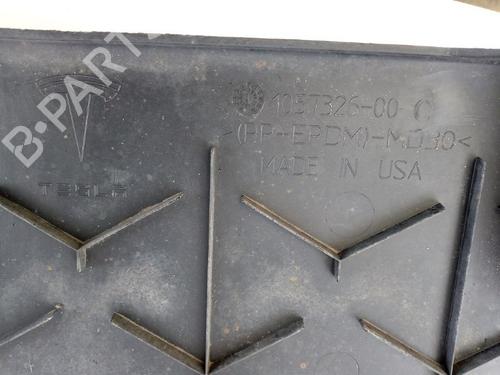 B-PARTS
TESLA
1057326-00 C
>(PP-EPDM)-MD30<
MADE IN USA